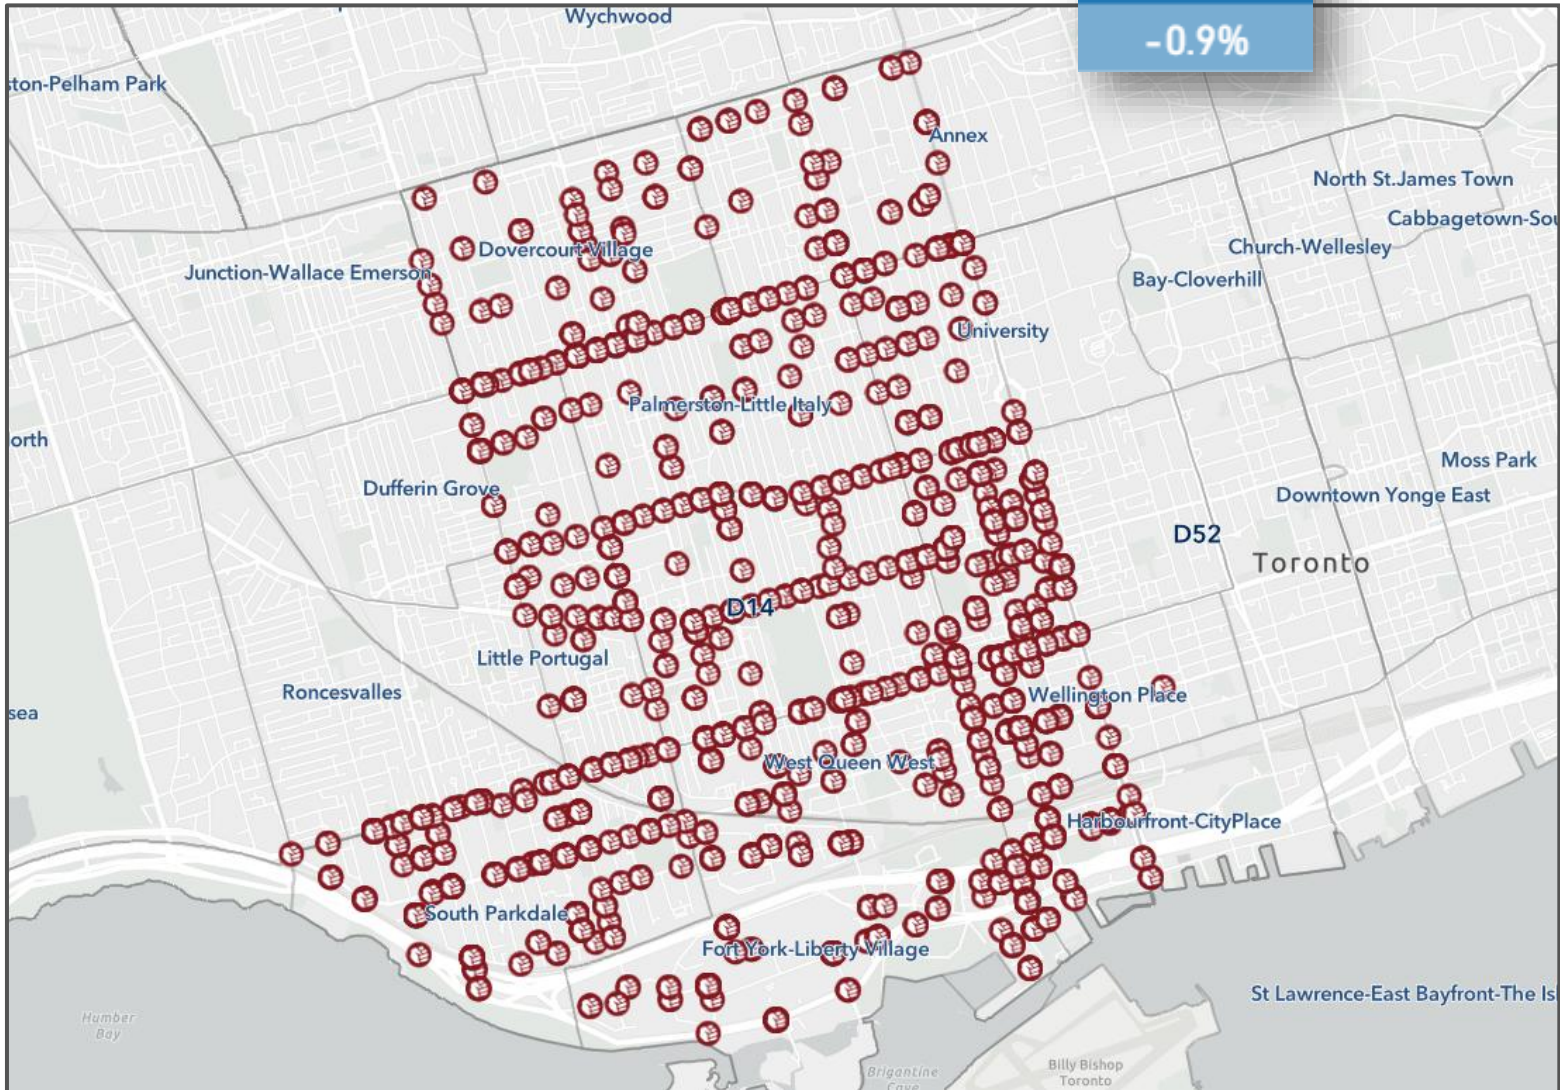 Wychwood
-0.9%
ston-Pelham Park
Annex
North St.James Town
Cabbagetown-Sou
Dovercourt Village
Church-Wellesley
Junction-Wallace Emerson
Bay-Cloverhill
University
Palmerston-Little Italy
orth
Moss Park
Dufferin Grove
Downtown Yonge East
D52
Toronto
D14
Little Portugal
Roncesvalles
Wellington Place
sea
West Queen West
Harbourfront-CityPlace
South Parkdale
Fort York-Liberty Village
St Lawrence-East Bayfront-The Isl
Humber
Bay
Billy Bishop
Toronto
Brigantine
Cove